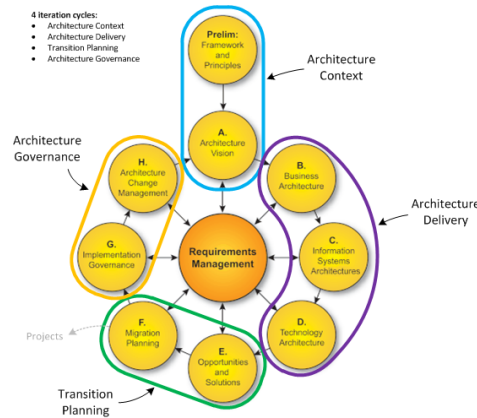 4 iteration cycles:
• Architecture Context
• Architecture Delivery
• Transition Planning
• Architecture Governance
Prelim:
Framework
and
Principles
Architecture
Context
A.
Architecture
Vision
Architecture
Governance
H.
Architecture
Change
Management
B.
Business
Architecture
Architecture
Delivery
G.
Implementation
Governance
Requirements
Management
C.
Information
Systems
Architectures
Projects
F.
Migration
Planning
D.
Technology
Architecture
E.
Opportunities
and
Solutions
Transition
Planning